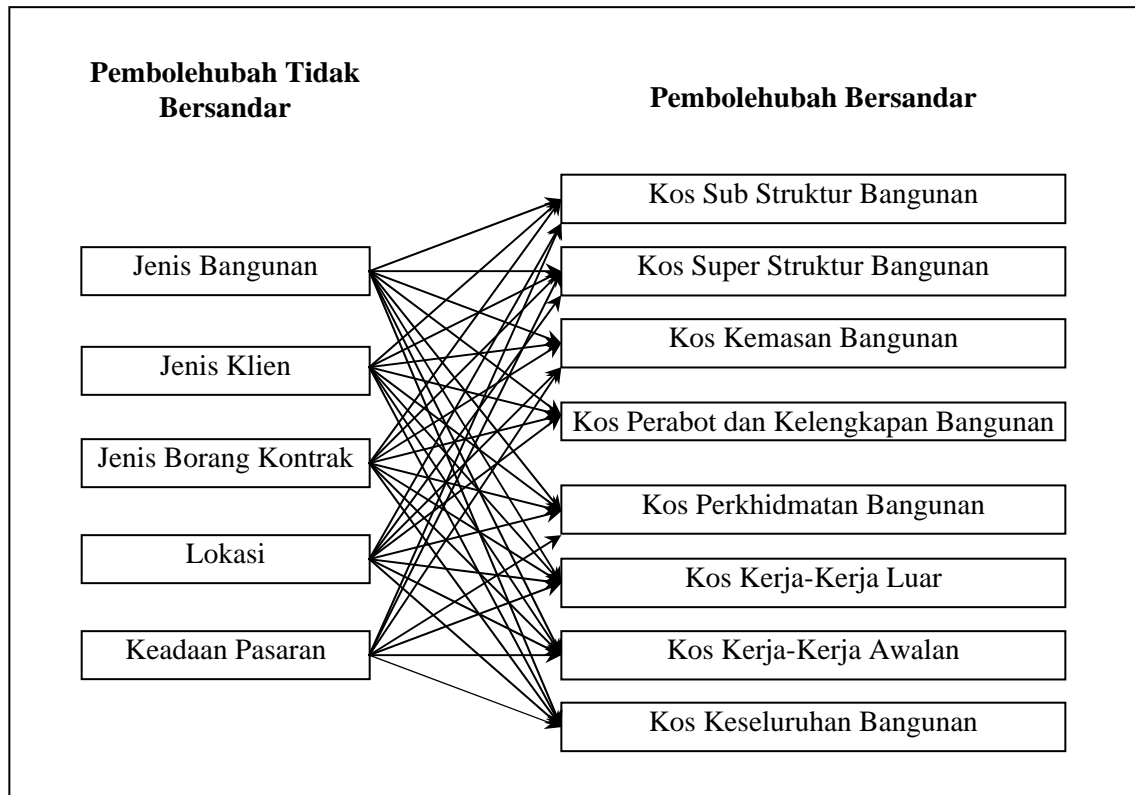 Pembolehubah Tidak
Bersandar
Jenis Bangunan
Jenis Klien
Jenis Borang Kontrak
Lokasi
Keadaan Pasaran
Pembolehubah Bersandar
Kos Sub Struktur Bangunan
Kos Super Struktur Bangunan
Kos Kemasan Bangunan
Kos Perabot dan Kelengkapan Bangunan
Kos Perkhidmatan Bangunan
Kos Kerja-Kerja Luar
Kos Kerja-Kerja Awalan
Kos Keseluruhan Bangunan